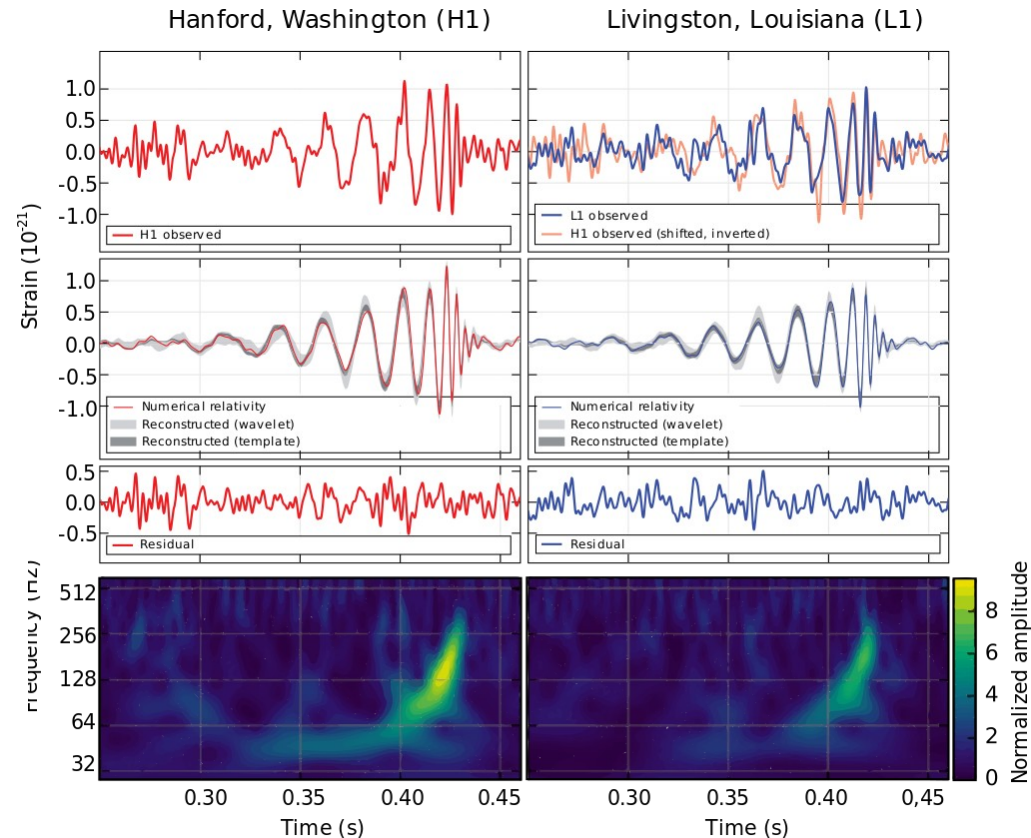 Hanford, Washington (H1)
Livingston, Louisiana (L1)
Strain (10-21)
1.0
0.5
0.0
-0.5
-1.0
H1 observed
L1 observed
H1 observed (shifted, inverted)
1.0
0.5
0.0
-0.5
-1.0
Numerical relativity
Reconstructed (wavelet)
Reconstructed (template)
Numerical relativity
Reconstructed (wavelet)
Reconstructed (template)
0.5
0.0
-0.5
Residual
Residual
Frequency (Hz)
512
256
128
64
32
Normalized amplitude
8
6
4
2
0
0.30
0.35
0.40
0.45
0.30
0.35
0.40
0,45
Time (s)
Time (s)